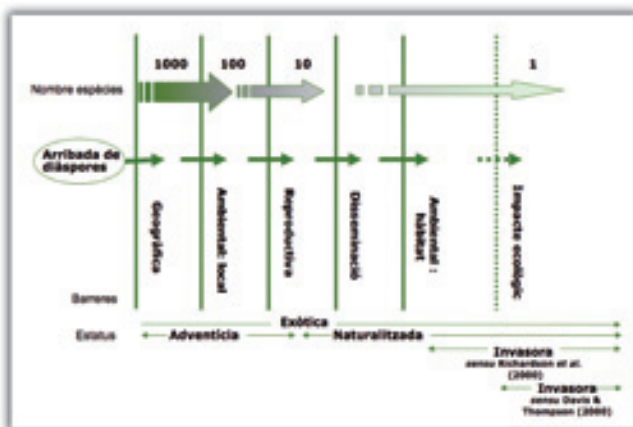 1000 100 10 1
Nombre espècies
Arribada de
diàspores
Geogràfica
Ambiental: local
Reproductiva
Disseminació
Ambiental :
hàbitat
Impacte ecològic
Barreres
Exòtica
Estatus
Adventícia
Naturalitzada
Invasora
sensu Richardson et al.
(2000)
Invasora
sensu Davis &
Thompson (2000)